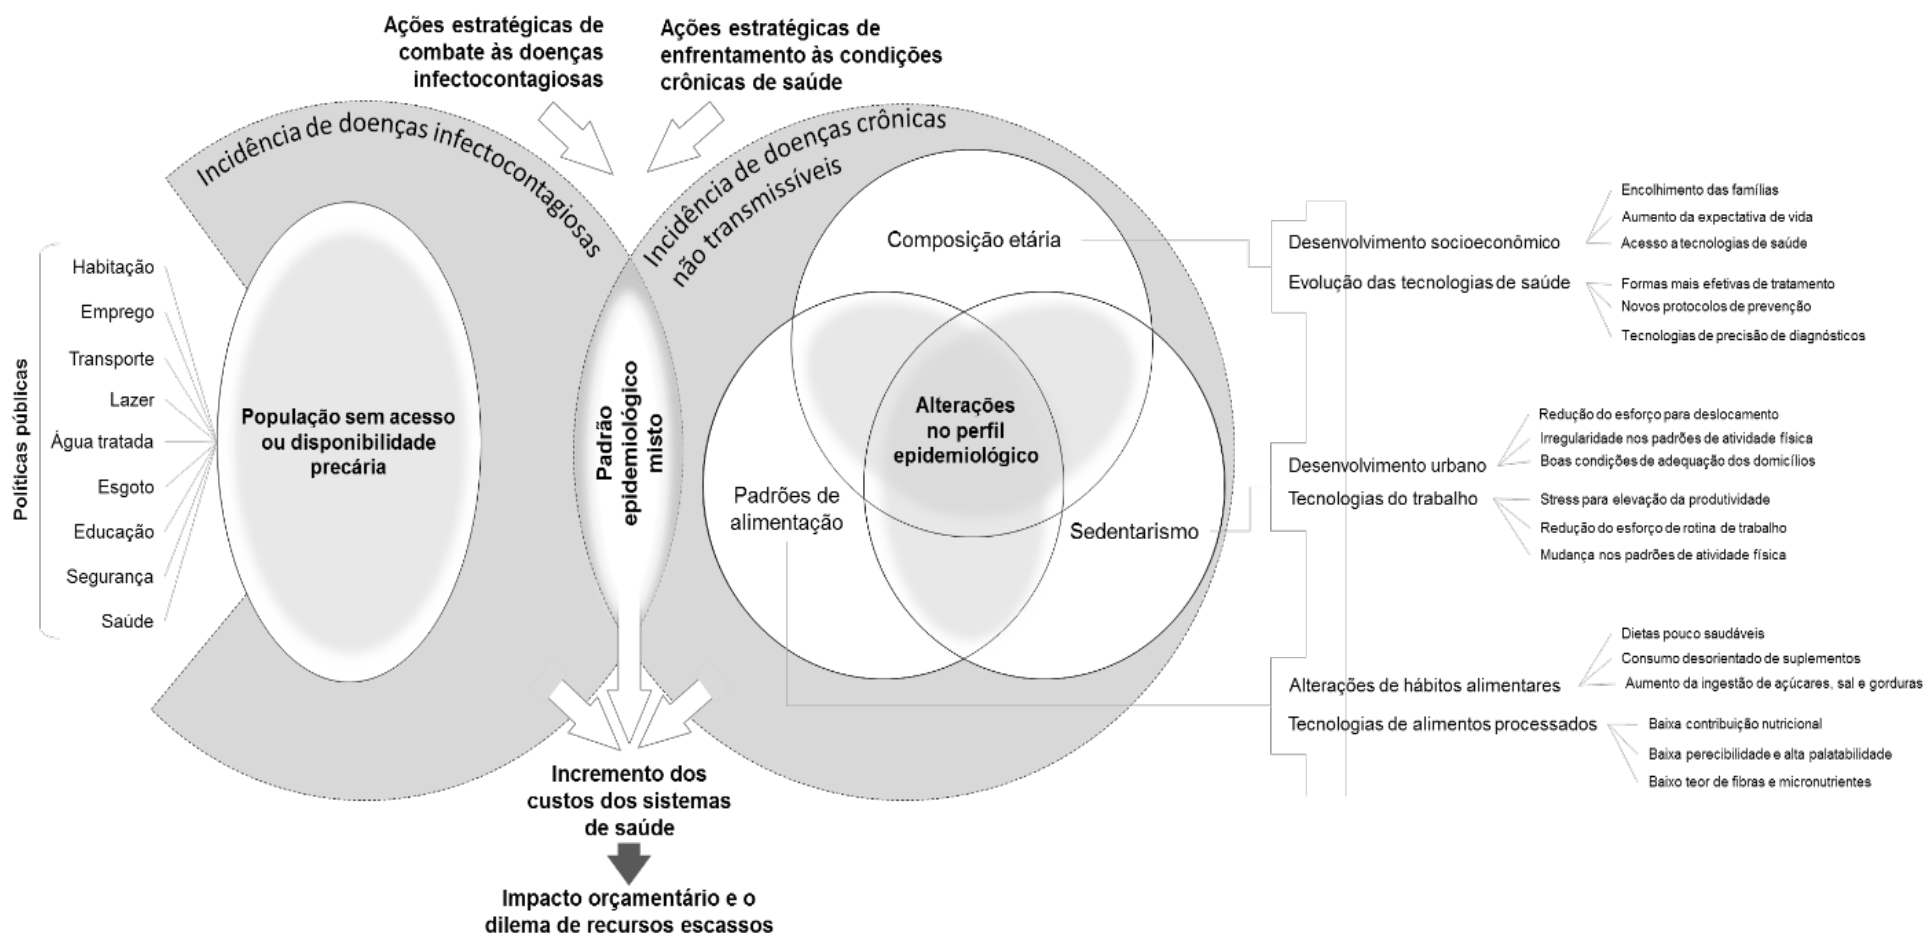 Ações estratégicas de
combate às doenças
infectocontagiosas
Ações estratégicas de
enfrentamento às condições
crônicas de saúde
Incidência de doenças infectocontagiosas
Incidência de doenças crônicas
não transmissíveis
Políticas públicas
Habitação
Emprego
Transporte
Lazer
Água tratada
Esgoto
Educação
Segurança
Saúde
População sem acesso
ou disponibilidade
precária
Padrão
epidemiológico
misto
Composição etária
Alterações
no perfil
epidemiológico
Padrões de
alimentação
Sedentarismo
Desenvolvimento socioeconômico
Encolhimento das famílias
Aumento da expectativa de vida
Acesso a tecnologias de saúde
Evolução das tecnologias de saúde
Formas mais efetivas de tratamento
Novos protocolos de prevenção
Tecnologias de precisão de diagnósticos
Desenvolvimento urbano
Redução do esforço para deslocamento
Irregularidade nos padrões de atividade física
Boas condições de adequação dos domicílios
Tecnologias do trabalho
Stress para elevação da produtividade
Redução do esforço de rotina de trabalho
Mudança nos padrões de atividade física
Alterações de hábitos alimentares
Dietas pouco saudáveis
Consumo desorientado de suplementos
Aumento da ingestão de açúcares, sal e gorduras
Tecnologias de alimentos processados
Baixa contribuição nutricional
Baixa perecibilidade e alta palatabilidade
Baixo teor de fibras e micronutrientes
Incremento dos
custos dos sistemas
de saúde
Impacto orçamentário e o
dilema de recursos escassos